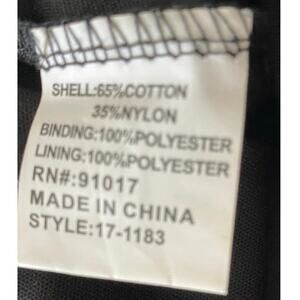 SHELL:65%COTTON
35%NYLON
BINDING:100%POLYESTER
LINING:100%POLYESTER
RN#:91017
MADE IN CHINA
STYLE:17-1183